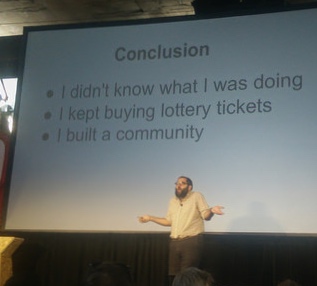 Conclusion
● I didn't know what I was doing
● I kept buying lottery tickets
● I built a community